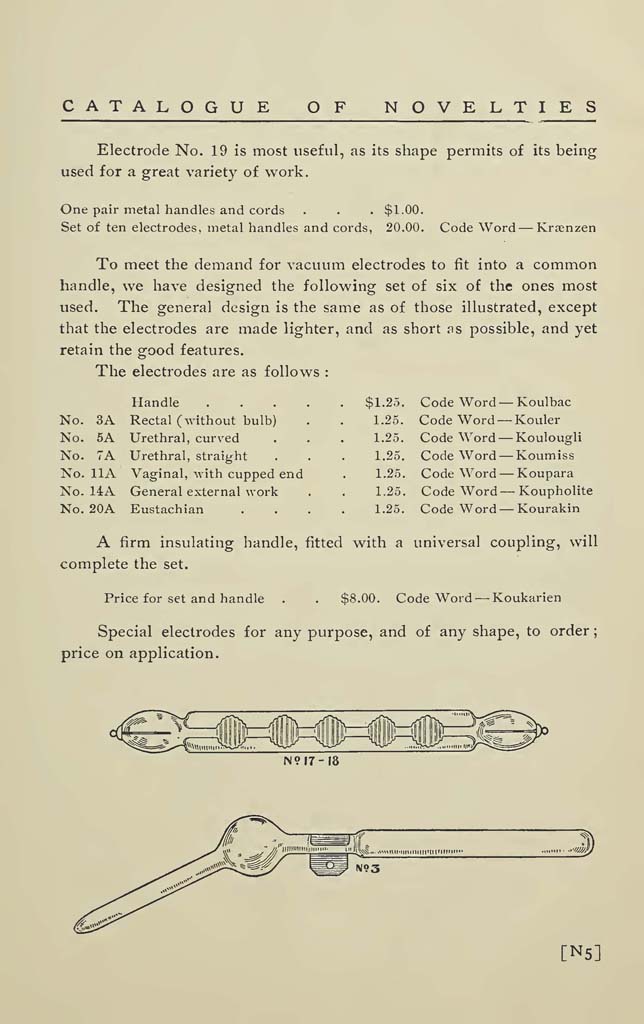 CATALOGUE OF NOVELTIES
Electrode No. 19 is most useful, as its shape permits of its being
used for a great variety of work.
One pair metal handles and cords . . . $1.00.
Set of ten electrodes, metal handles and cords, 20.00. Code Word — Krænzen
To meet the demand for vacuum electrodes to fit into a common
handle, we have designed the following set of six of the ones most
used. The general design is the same as of those illustrated, except
that the electrodes are made lighter, and as short as possible, and yet
retain the good features.
The electrodes are as follows :
Handle . . . . . $1.25. Code Word — Koulbac
No. 3A Rectal (without bulb) . . 1.25. Code Word — Kouler
No. 5A Urethral, curved . . . 1.25. Code Word — Koulougli
No. 7A Urethral, straight . . . 1.25. Code Word — Koumiss
No. 11A Vaginal, with cupped end . 1.25. Code Word — Koupara
No. 14A General external work . . 1.25. Code Word — Koupholite
No. 20A Eustachian . . . . 1.25. Code Word — Kourakin
A firm insulating handle, fitted with a universal coupling, will
complete the set.
Price for set and handle . . $8.00. Code Word — Koukarien
Special electrodes for any purpose, and of any shape, to order ;
price on application.
Nº 17-18
Nº 3
[N5]